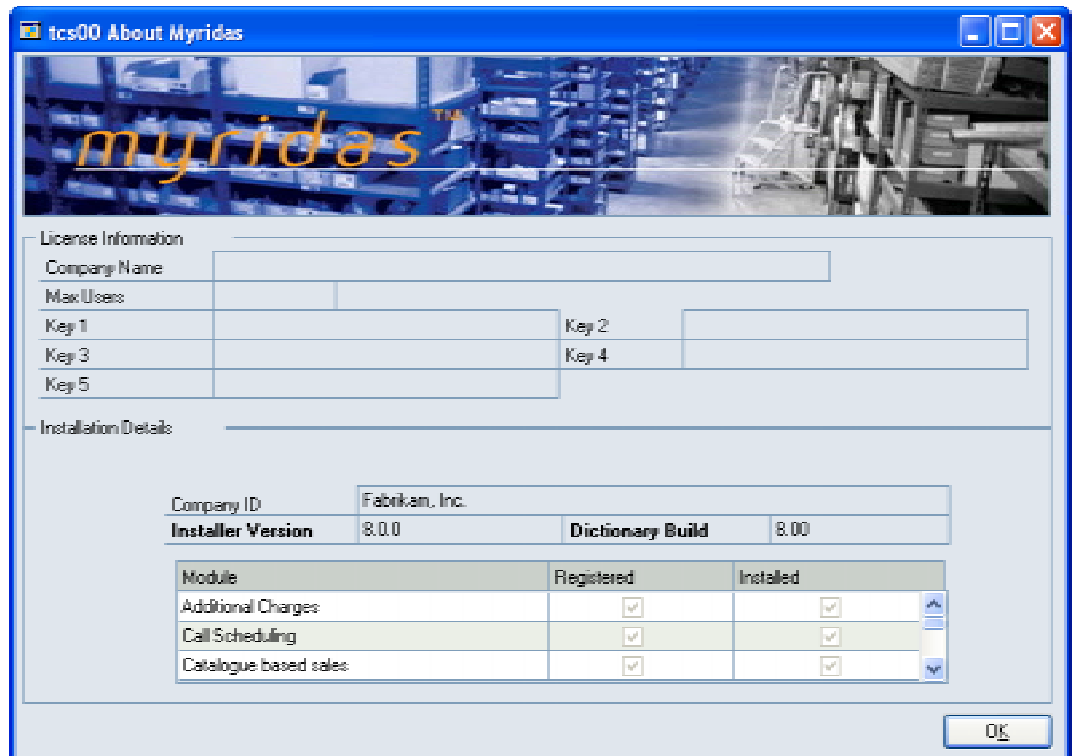 tcs00 About Myridas
myridas™
License Information
Company Name
Max Users
Key 1 Key 2
Key 3 Key 4
Key 5
Installation Details
Company ID Fabrikam, Inc.
Installer Version 8.0.0 Dictionary Build 8.00
Module Registered Installed
Additional Charges
Call Scheduling
Catalogue based sales
OK